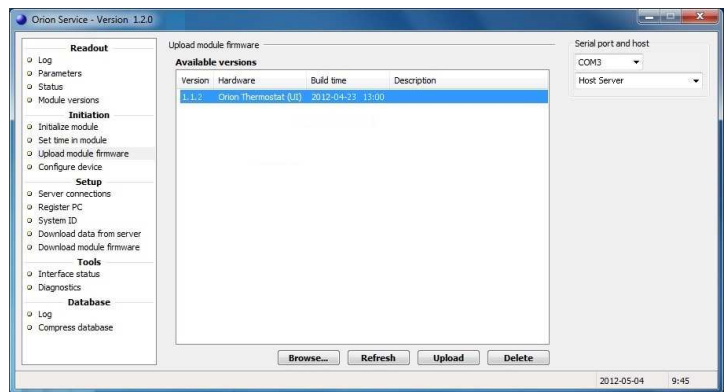 Orion Service - Version 1.2.0
Readout
Log
Parameters
Status
Module versions
Initiation
Initialize module
Set time in module
Upload module firmware
Configure device
Setup
Server connections
Register PC
System ID
Download data from server
Download module firmware
Tools
Interface status
Diagnostics
Database
Log
Compress database
Upload module firmware
Available versions
Version Hardware Build time Description
1.1.2 Orion Thermostat (UI) 2012-04-23 13:00
Browse... Refresh Upload Delete
Serial port and host
COM3
Host Server
2012-05-04 9:45